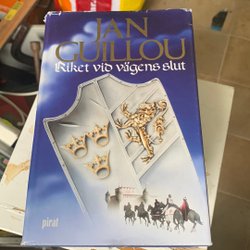 JAN
GUILLOU
Riket vid vägens slut
pirat